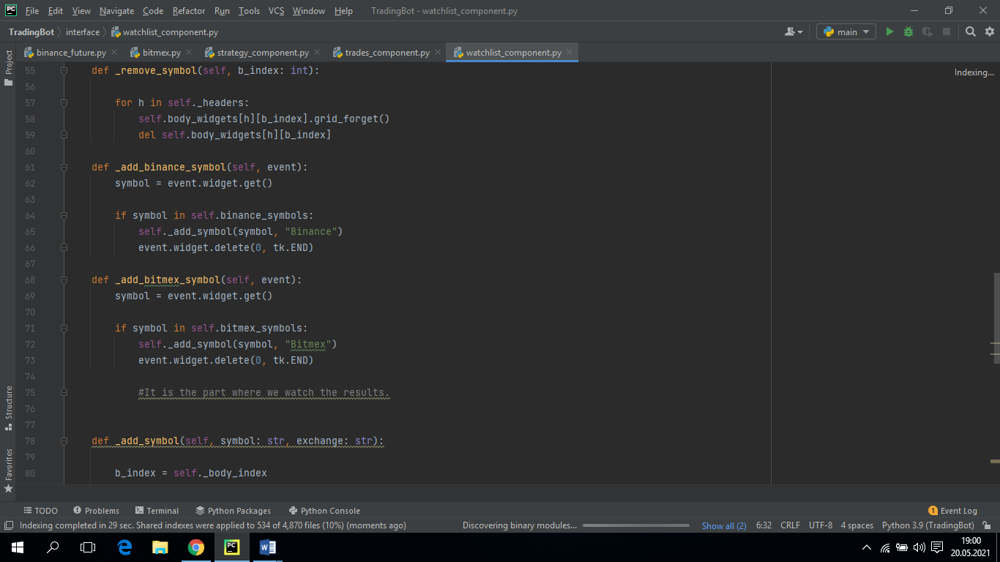 PC File Edit View Navigate Code Refactor Run Tools VCS Window Help TradingBot - watchlist_component.py
TradingBot interface watchlist_component.py main
binance_future.py bitmex.py strategy_component.py trades_component.py watchlist_component.py
Project
Indexing...
55 def _remove_symbol(self, b_index: int):
56
57 for h in self._headers:
58 self.body_widgets[h][b_index].grid_forget()
59 del self.body_widgets[h][b_index]
60
61 def _add_binance_symbol(self, event):
62 symbol = event.widget.get()
63
64 if symbol in self.binance_symbols:
65 self._add_symbol(symbol, "Binance")
66 event.widget.delete(0, tk.END)
67
68 def _add_bitmex_symbol(self, event):
69 symbol = event.widget.get()
70
71 if symbol in self.bitmex_symbols:
72 self._add_symbol(symbol, "Bitmex")
73 event.widget.delete(0, tk.END)
74
75 #It is the part where we watch the results.
76
77
78 def _add_symbol(self, symbol: str, exchange: str):
79
80 b_index = self._body_index
Structure
Favorites
TODO Problems Terminal Python Packages Python Console 1 Event Log
Indexing completed in 29 sec. Shared indexes were applied to 534 of 4,870 files (10%) (moments ago) Discovering binary modules... Show all (2) 6:32 CRLF UTF-8 4 spaces Python 3.9 (TradingBot)
PC W 19:00
20.05.2021